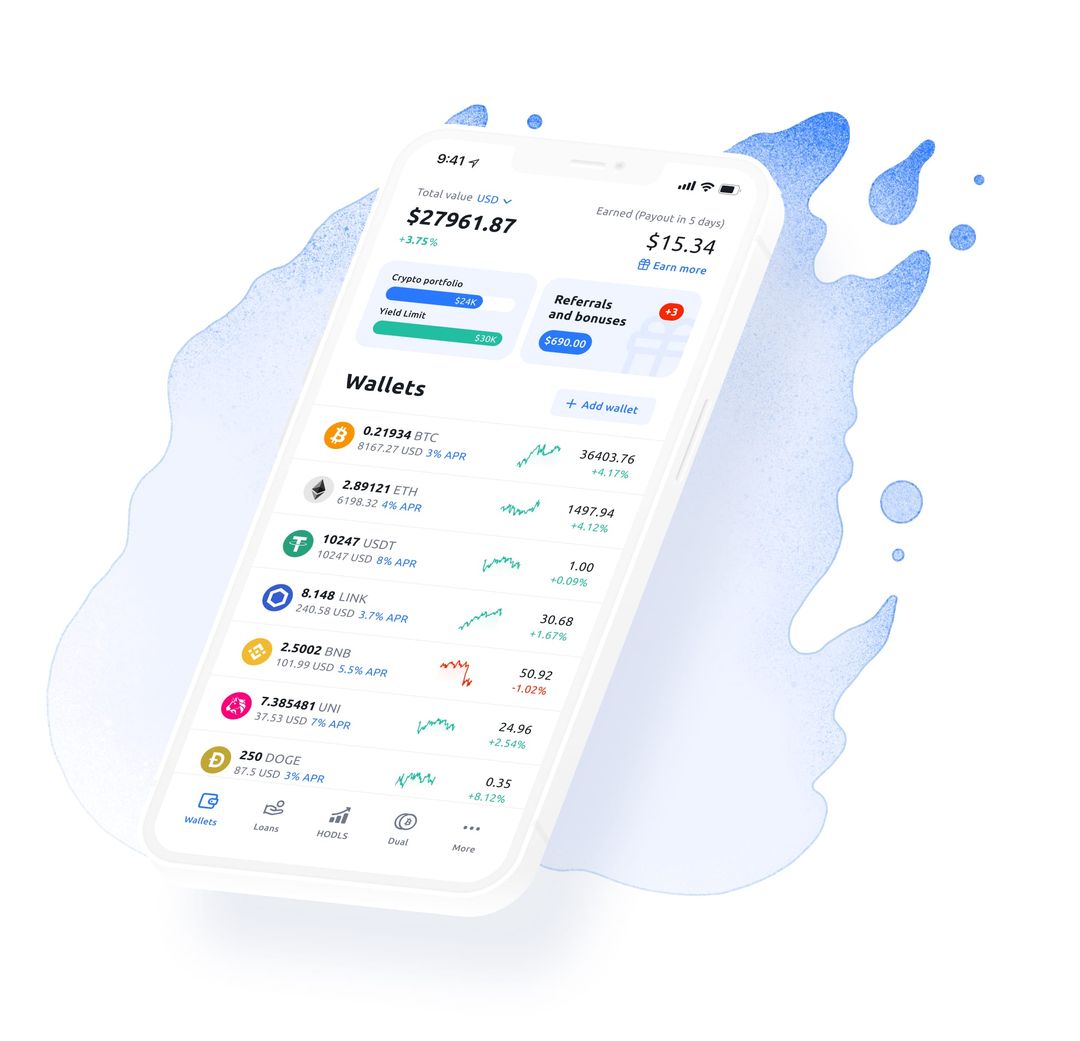 9:41
Total value USD
$27961.87
+3.75%
Earned (Payout in 5 days)
$15.34
Earn more
Crypto portfolio
$24K
Yield Limit
$30K
Referrals
and bonuses
+3
$690.00
Wallets
+ Add wallet
0.21934 BTC
8167.27 USD 3% APR
36403.76
+4.17%
2.89121 ETH
6198.32 4% APR
1497.94
+4.12%
10247 USDT
10247 USD 8% APR
1.00
+0.09%
8.148 LINK
240.58 USD 3.7% APR
30.68
+1.67%
2.5002 BNB
101.99 USD 5.5% APR
50.92
-1.02%
7.385481 UNI
37.53 USD 7% APR
24.96
+2.54%
250 DOGE
87.5 USD 3% APR
0.35
+8.12%
Wallets
Loans
HODLS
Dual
More